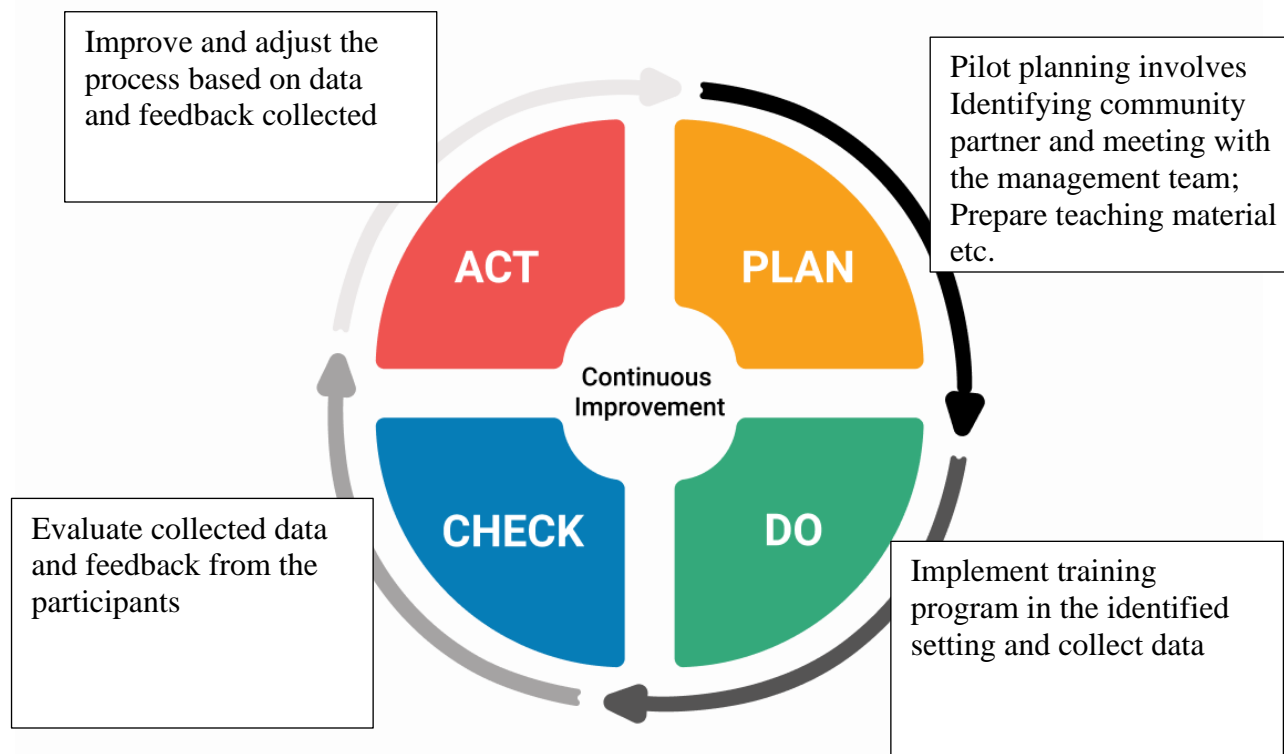 Improve and adjust the
process based on data
and feedback collected
Pilot planning involves
Identifying community
partner and meeting with
the management team;
Prepare teaching material
etc.
ACT
PLAN
Continuous
Improvement
CHECK
DO
Evaluate collected data
and feedback from the
participants
Implement training
program in the identified
setting and collect data